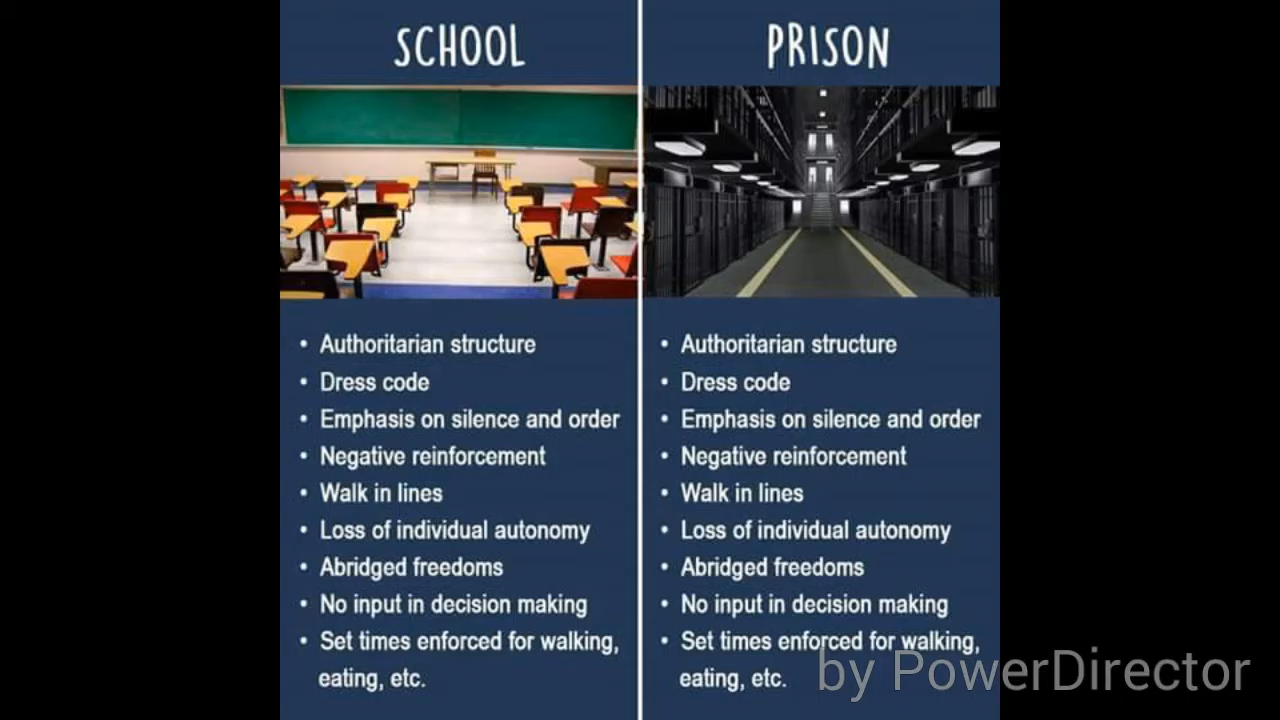 SCHOOL
• Authoritarian structure
• Dress code
• Emphasis on silence and order
• Negative reinforcement
• Walk in lines
• Loss of individual autonomy
• Abridged freedoms
• No input in decision making
• Set times enforced for walking,
eating, etc.
PRISON
• Authoritarian structure
• Dress code
• Emphasis on silence and order
• Negative reinforcement
• Walk in lines
• Loss of individual autonomy
• Abridged freedoms
• No input in decision making
• Set times enforced for walking,
eating, etc.
by PowerDirector